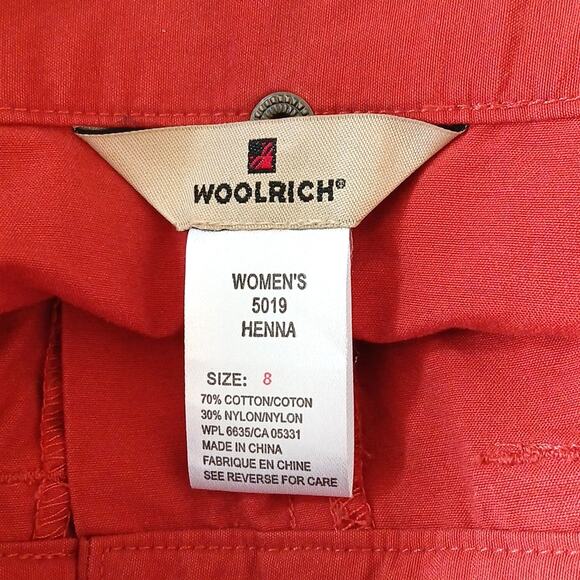 WOOLRICH®
WOMEN'S
5019
HENNA
SIZE: 8
70% COTTON/COTON
30% NYLON/NYLON
WPL 6635/CA 05331
MADE IN CHINA
FABRIQUE EN CHINE
SEE REVERSE FOR CARE